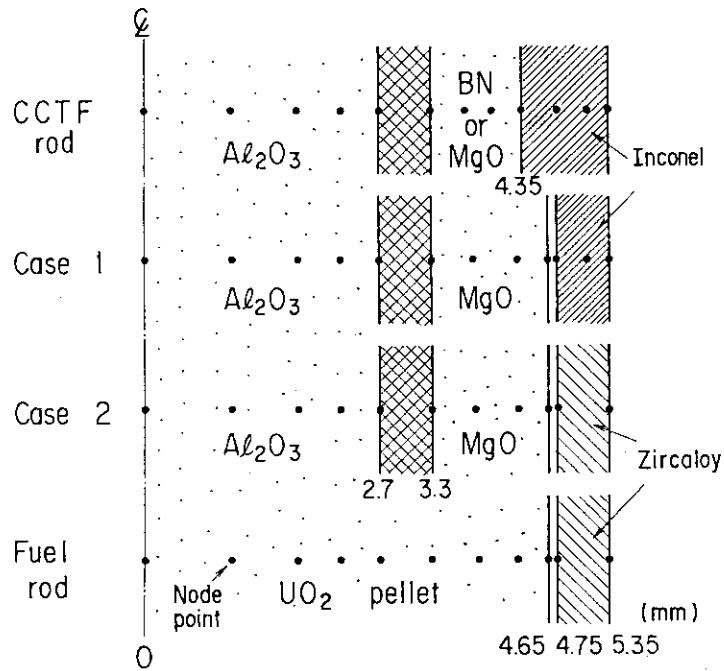 ℄
CCTF
rod
Al₂O₃
BN
or
MgO
Inconel
4.35
Case 1
Al₂O₃
MgO
Case 2
Al₂O₃
MgO
Zircaloy
2.7
3.3
Fuel
rod
Node
point
UO₂ pellet
(mm)
0
4.65
4.75
5.35